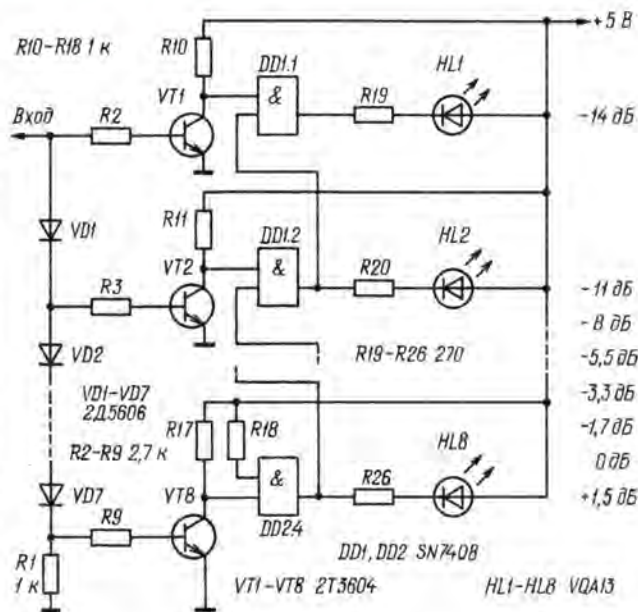 +5 В
R10-R18 1 к
R10
DD1.1
HL1
VT1
&
R19
Вход
R2
-14 дБ
R11
DD1.2
HL2
VD1
VT2
&
R20
R3
-11 дБ
-8 дБ
VD2
R19-R26 270
-5,5 дБ
VD1-VD7
2Д5606
-3,3 дБ
R17
R18
-1,7 дБ
R2-R9 2,7 к
HL8
0 дБ
VT8
&
R26
+1,5 дБ
VD7
R9
DD2.4
R1
1 к
DD1, DD2 SN7408
VT1-VT8 2Т3604
HL1-HL8 VQA13